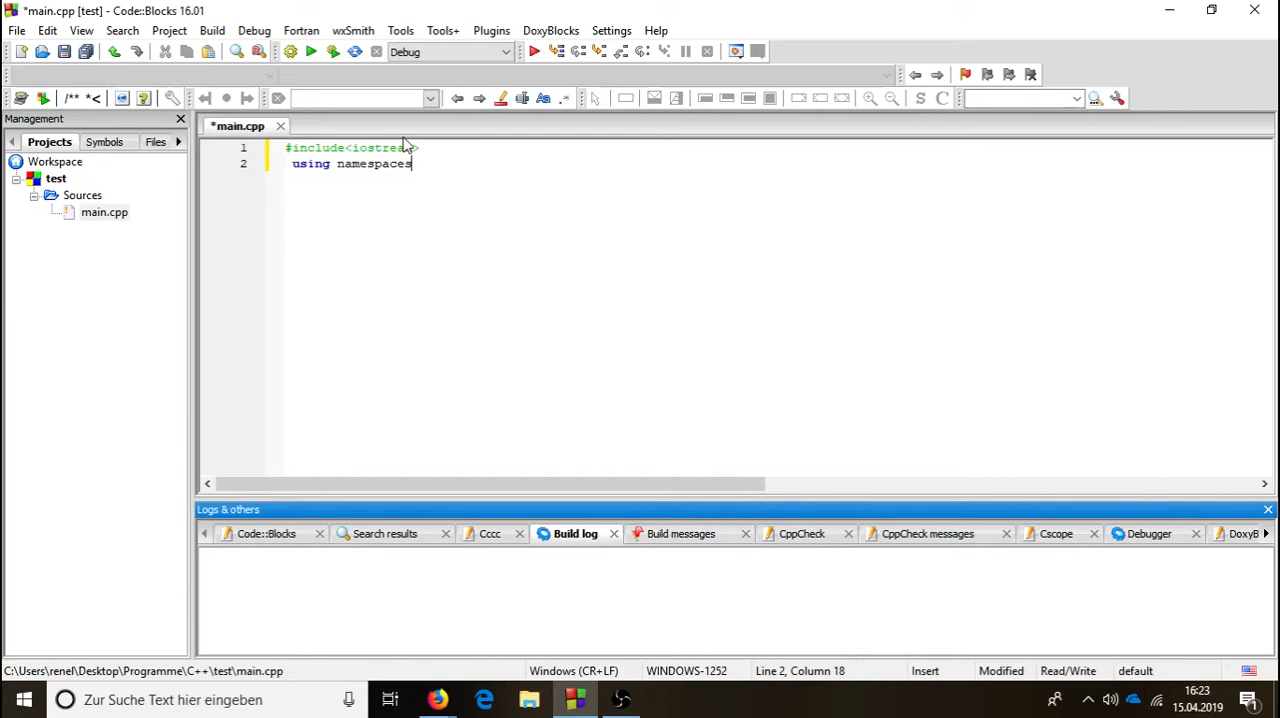 *main.cpp [test] - Code::Blocks 16.01
File Edit View Search Project Build Debug Fortran wxSmith Tools Tools+ Plugins DoxyBlocks Settings Help
Debug
/** *<
S C
Management
*main.cpp
Projects Symbols Files
Workspace
test
Sources
main.cpp
1 #include<iostream>
2 using namespaces
Logs & others
Code::Blocks Search results Cccc Build log Build messages CppCheck CppCheck messages Cscope Debugger DoxyB
C:\Users\renel\Desktop\Programme\C++\test\main.cpp Windows (CR+LF) WINDOWS-1252 Line 2, Column 18 Insert Modified Read/Write default
Zur Suche Text hier eingeben
16:23
15.04.2019
1